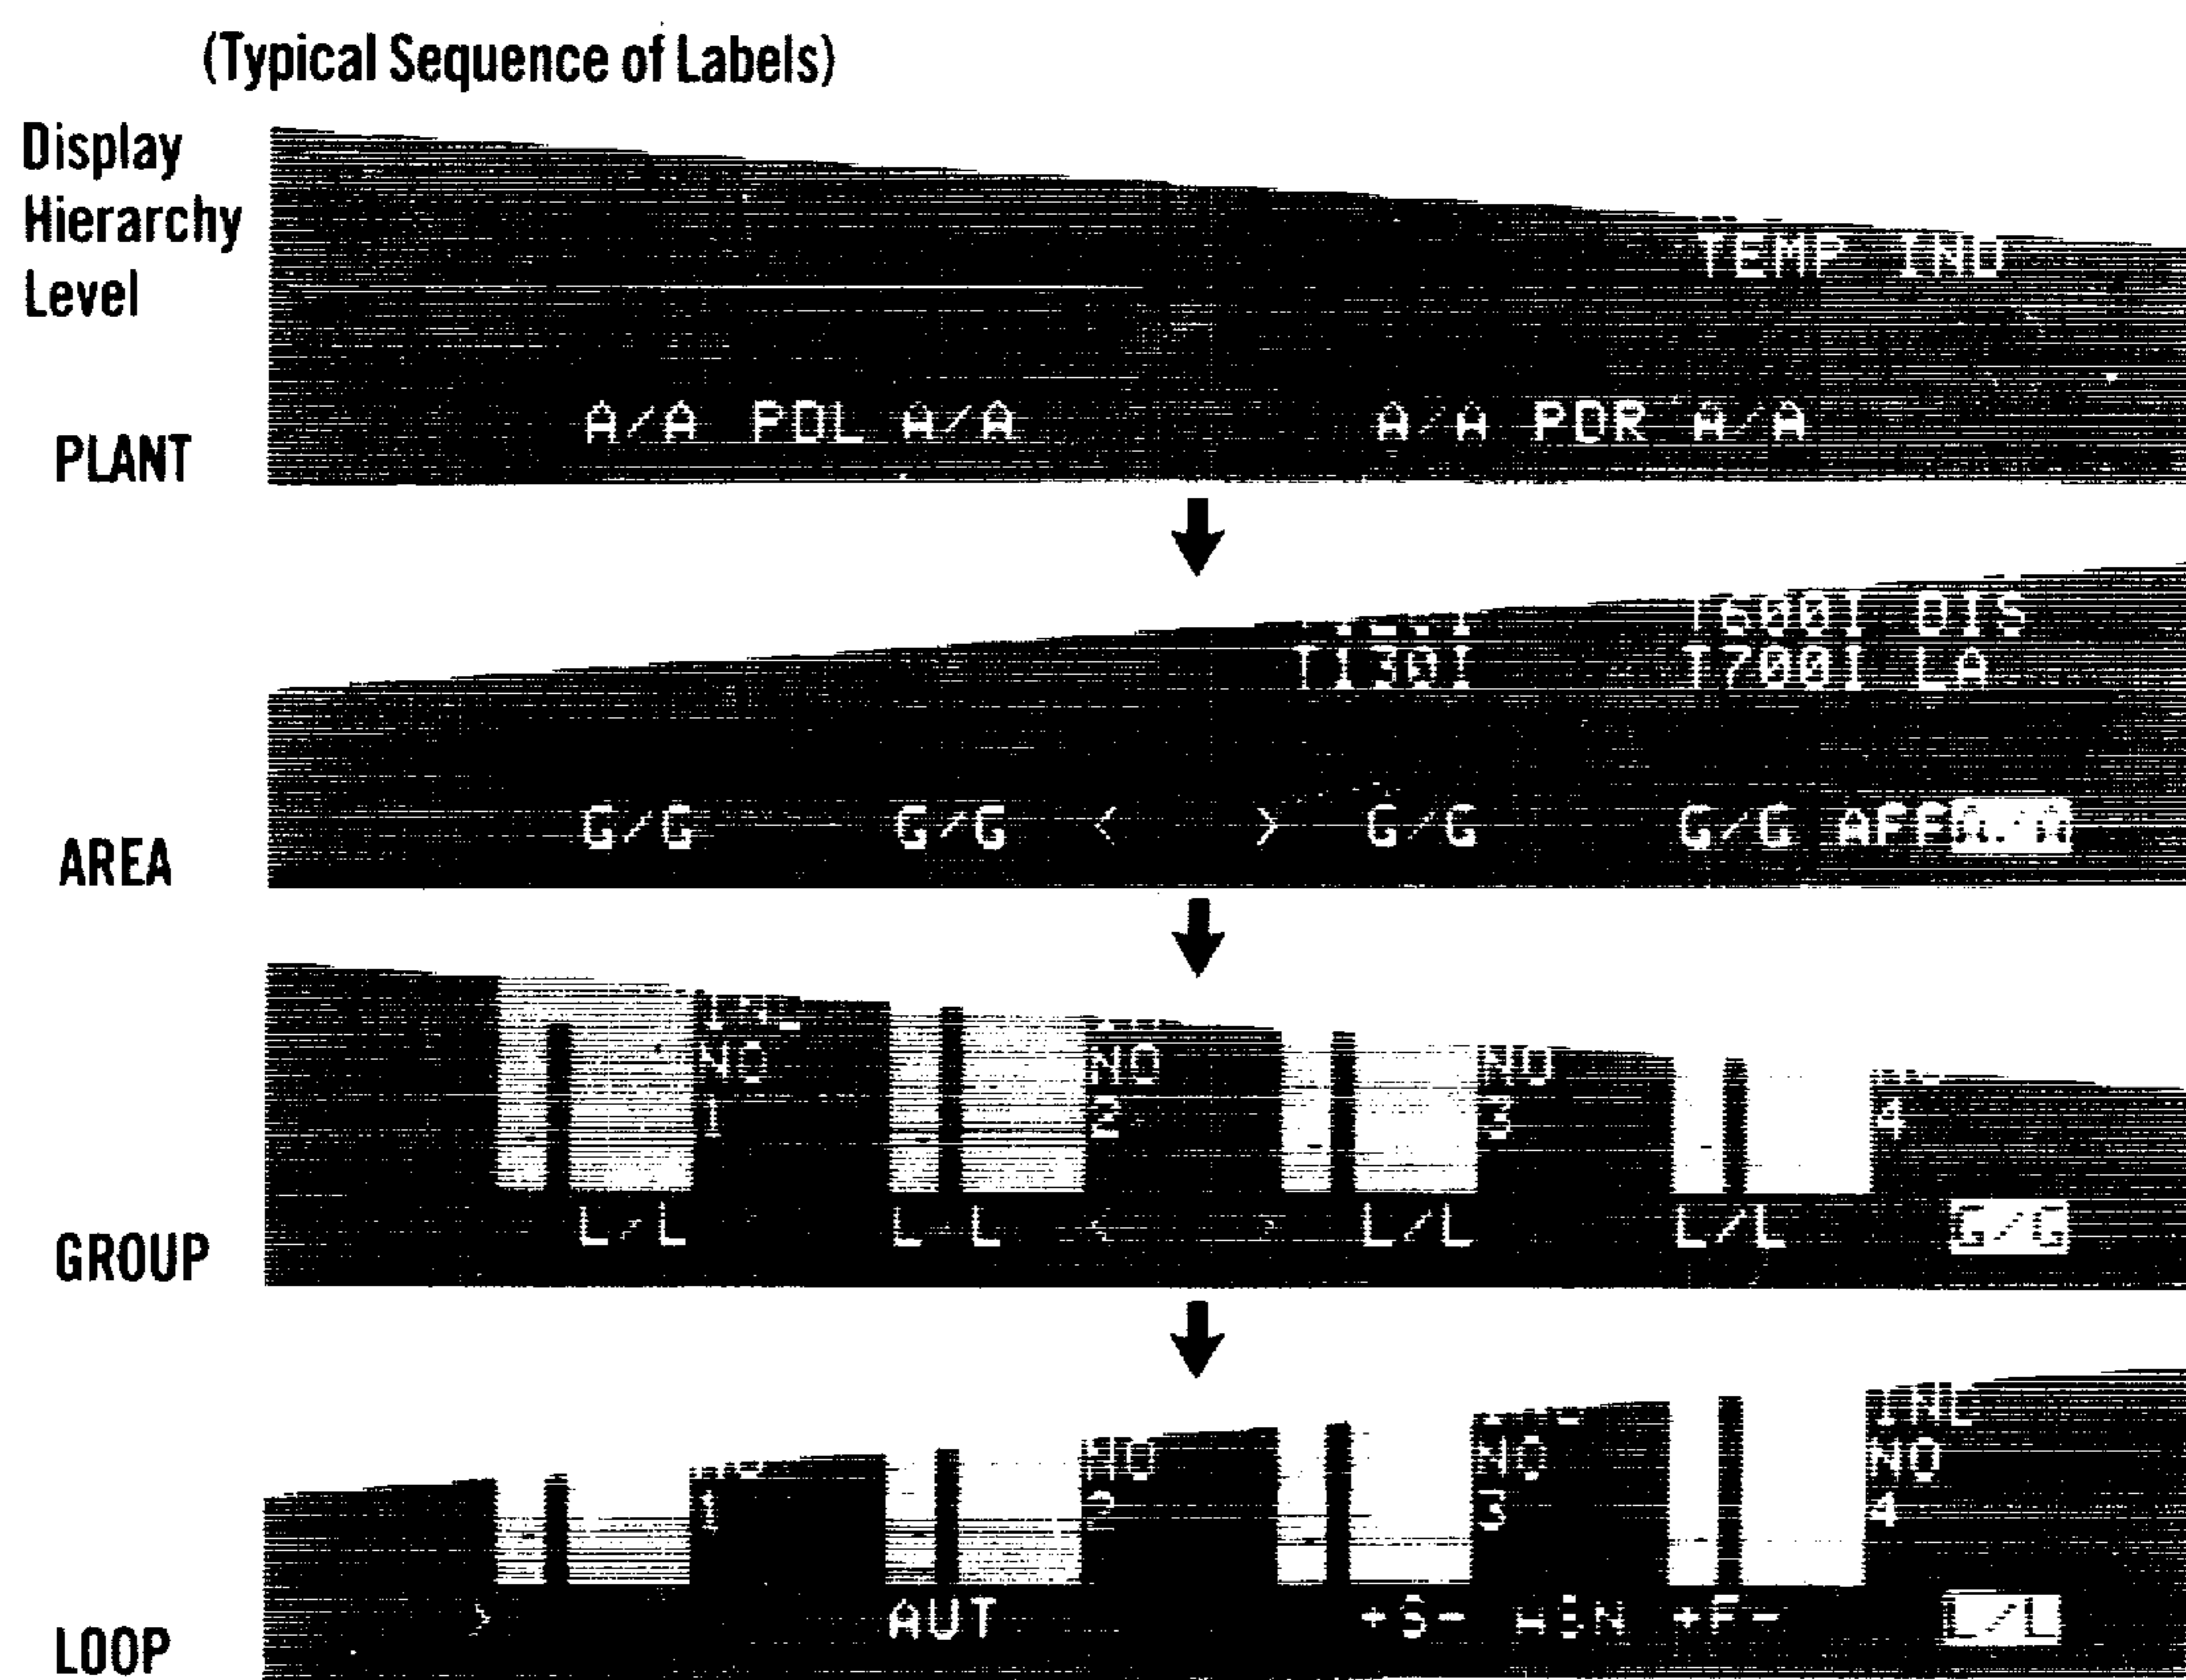 (Typical Sequence of Labels)
Display
Hierarchy
Level
TEMP IND
A/A PDL A/A A/A PDR A/A
PLANT
T600I DIS
T130I T700I LA
G/G G/G < > G/G G/G AFF
AREA
NO NO NO
1 2 3 4
L/L L/L < > L/L L/L G/G
GROUP
NO NO NO
1 2 3 4
> AUT +S- +F- L/L
LOOP